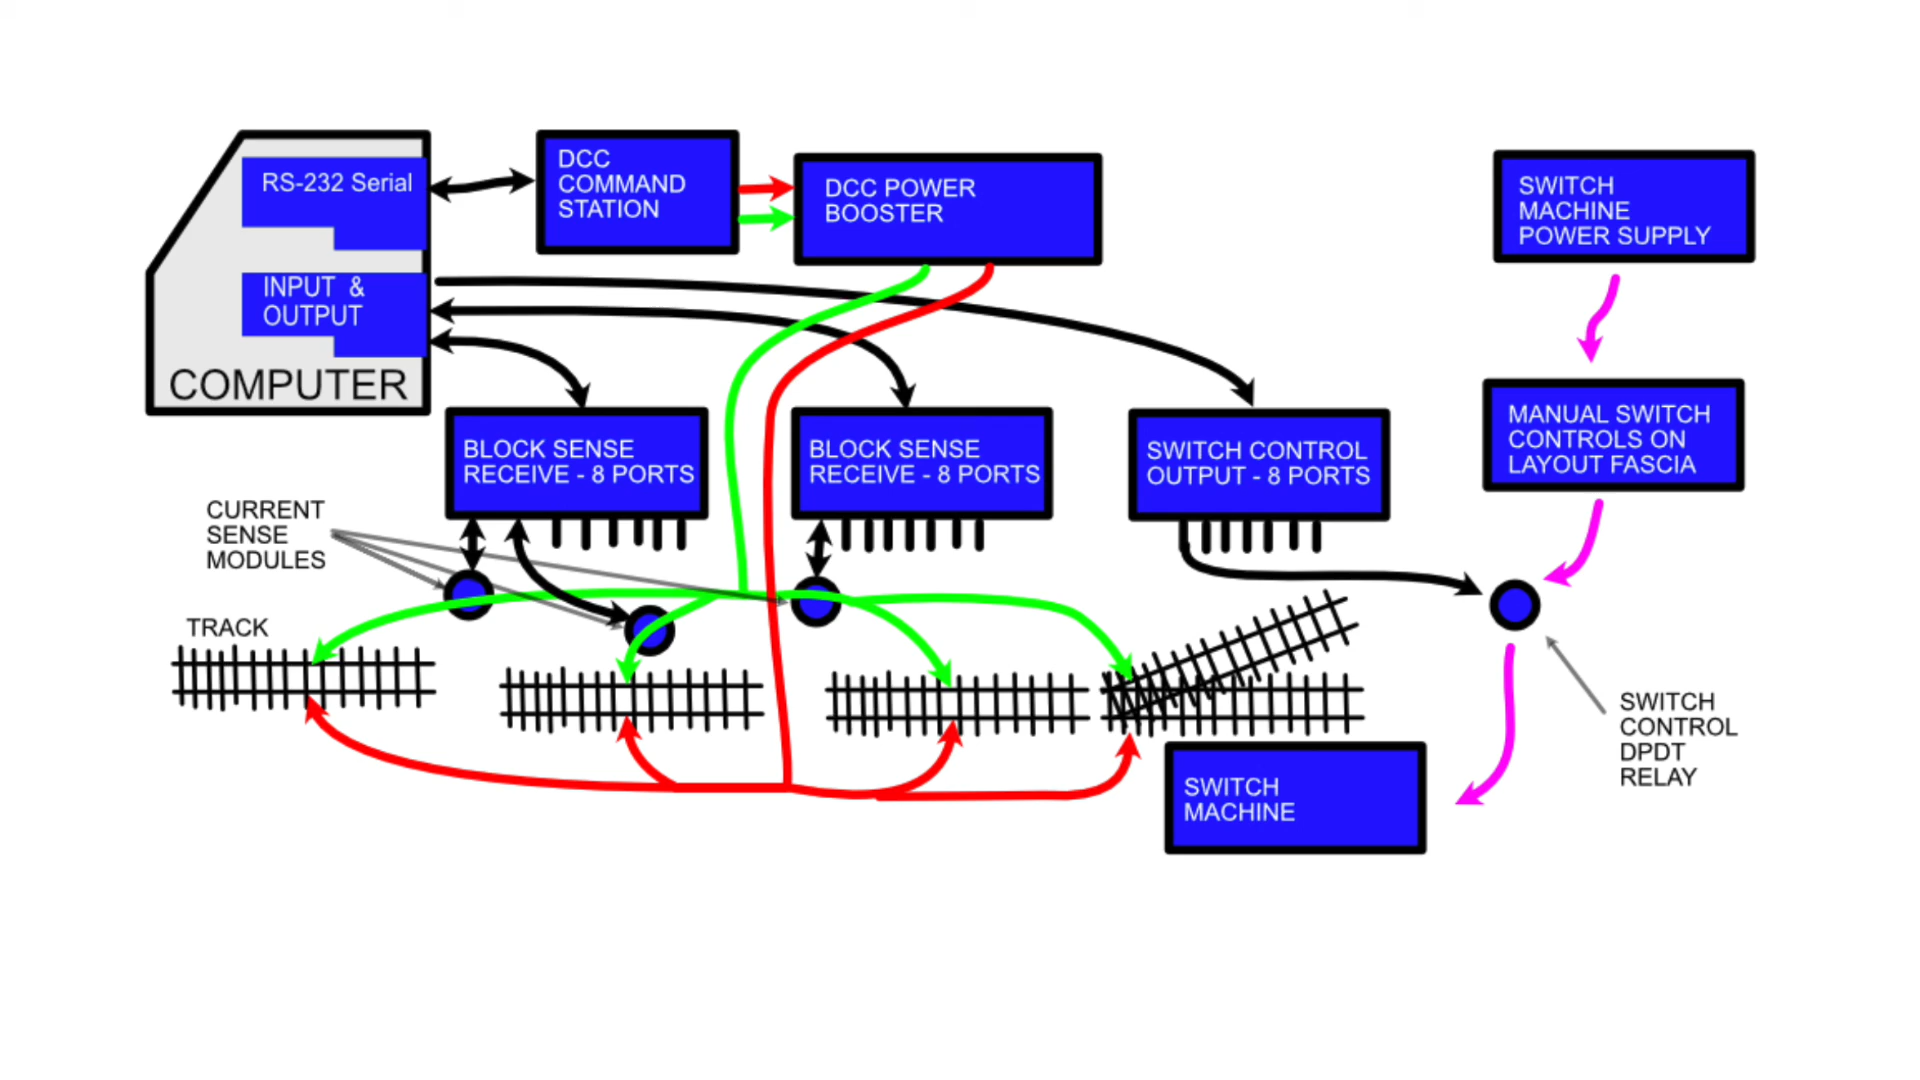 RS-232 Serial
INPUT &
OUTPUT
COMPUTER
DCC
COMMAND
STATION
DCC POWER
BOOSTER
SWITCH
MACHINE
POWER SUPPLY
BLOCK SENSE
RECEIVE - 8 PORTS
BLOCK SENSE
RECEIVE - 8 PORTS
SWITCH CONTROL
OUTPUT - 8 PORTS
MANUAL SWITCH
CONTROLS ON
LAYOUT FASCIA
CURRENT
SENSE
MODULES
TRACK
SWITCH
MACHINE
SWITCH
CONTROL
DPDT
RELAY